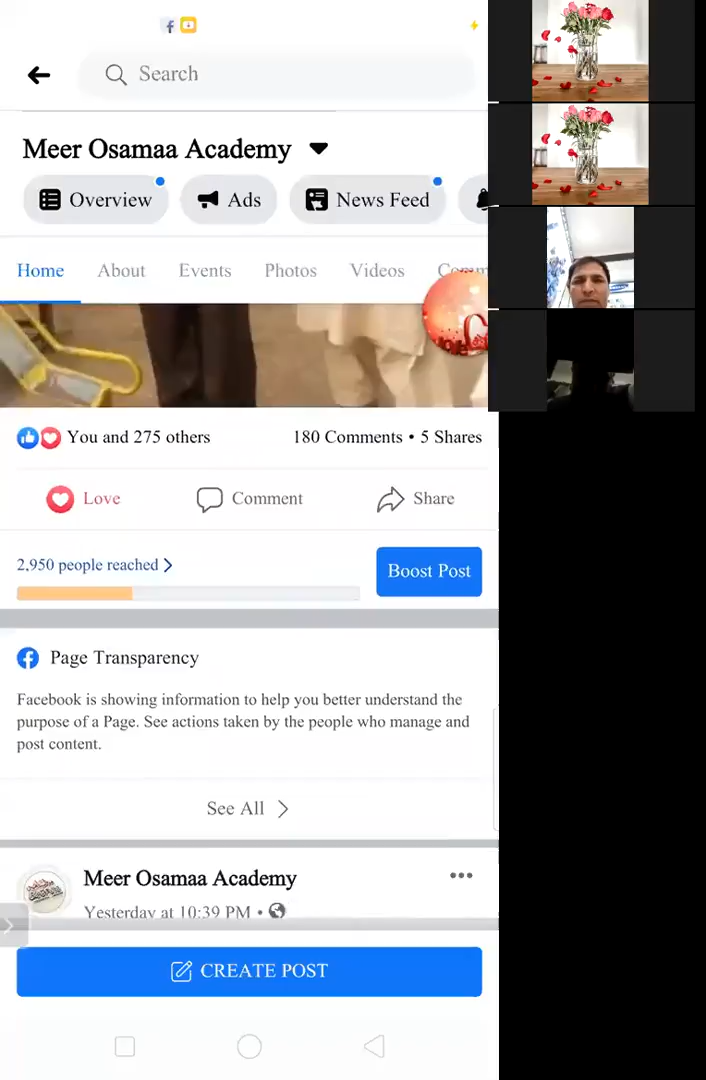 Search
Meer Osamaa Academy
Overview Ads News Feed
Home About Events Photos Videos
You and 275 others 180 Comments • 5 Shares
Love Comment Share
2,950 people reached Boost Post
Page Transparency
Facebook is showing information to help you better understand the
purpose of a Page. See actions taken by the people who manage and
post content.
See All
Meer Osamaa Academy
Yesterday at 10:39 PM •
CREATE POST